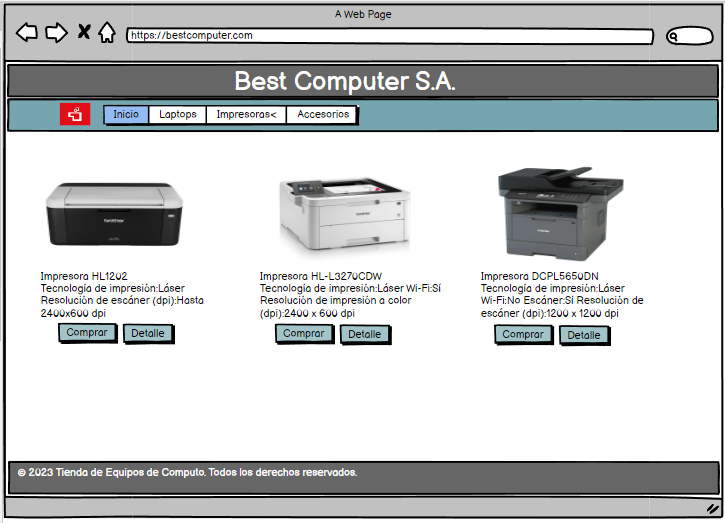 A Web Page
https://bestcomputer.com
Best Computer S.A.
Inicio Laptops Impresoras< Accesorios
brother
brother
Impresora HL1202
Tecnología de impresión:Láser
Resolución de escáner (dpi):Hasta
2400x600 dpi
Comprar Detalle
Impresora HL-L3270CDW
Tecnología de impresión:Láser Wi-Fi:Sí
Resolución de impresión a color
(dpi):2400 x 600 dpi
Comprar Detalle
Impresora DCPL5650DN
Tecnología de impresión:Láser
Wi-Fi:No Escáner:Sí Resolución de
escáner (dpi):1200 x 1200 dpi
Comprar Detalle
© 2023 Tienda de Equipos de Computo. Todos los derechos reservados.